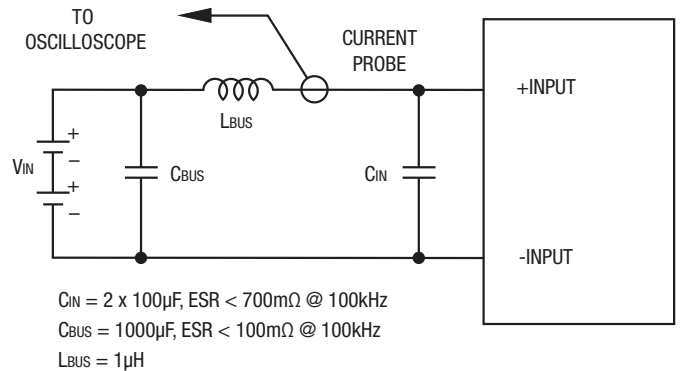 TO
OSCILLOSCOPE
CURRENT
PROBE
+INPUT
LBUS
+
VIN
−
+
−
CBUS
CIN
-INPUT
CIN = 2 x 100µF, ESR < 700mΩ @ 100kHz
CBUS = 1000µF, ESR < 100mΩ @ 100kHz
LBUS = 1µH